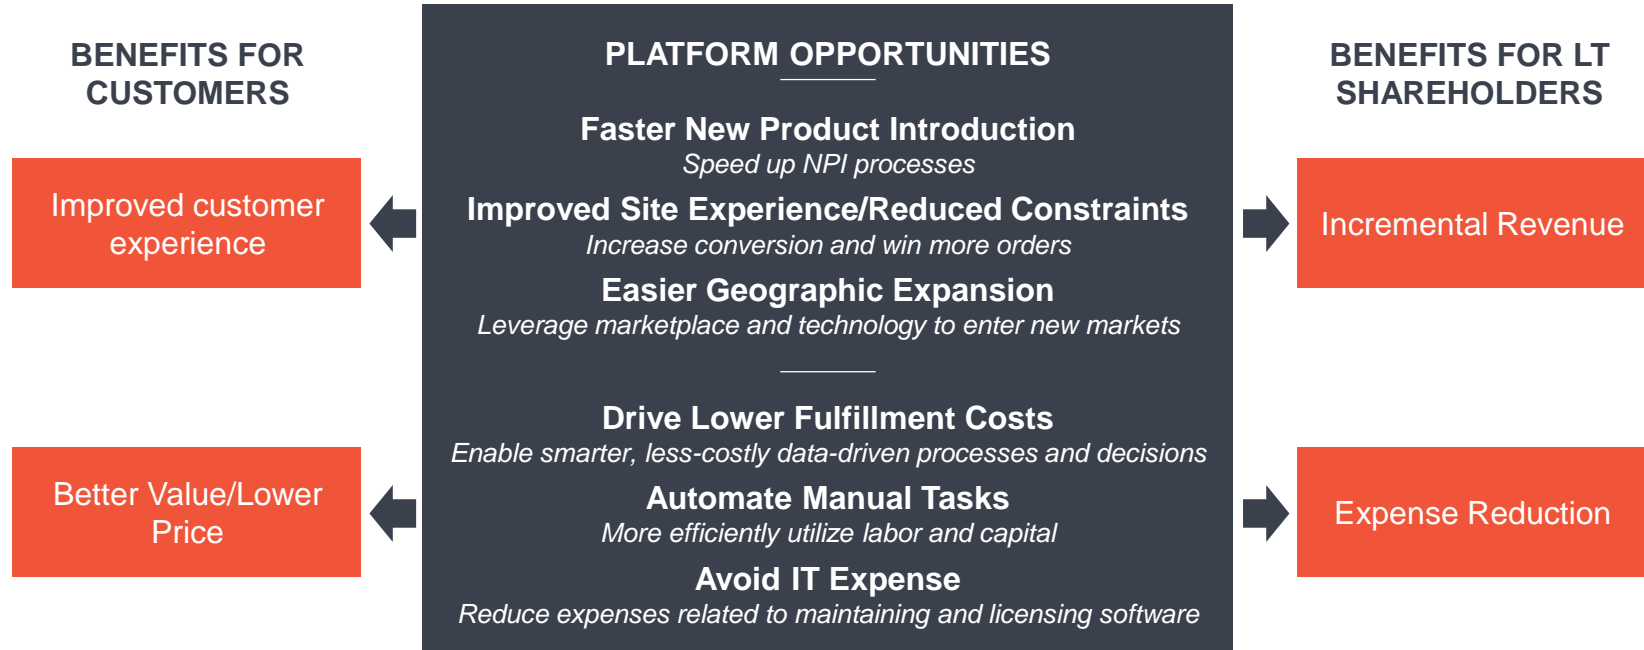 BENEFITS FOR
CUSTOMERS
Improved customer
experience
Better Value/Lower
Price
PLATFORM OPPORTUNITIES
Faster New Product Introduction
Speed up NPI processes
Improved Site Experience/Reduced Constraints
Increase conversion and win more orders
Easier Geographic Expansion
Leverage marketplace and technology to enter new markets
Drive Lower Fulfillment Costs
Enable smarter, less-costly data-driven processes and decisions
Automate Manual Tasks
More efficiently utilize labor and capital
Avoid IT Expense
Reduce expenses related to maintaining and licensing software
BENEFITS FOR LT
SHAREHOLDERS
Incremental Revenue
Expense Reduction